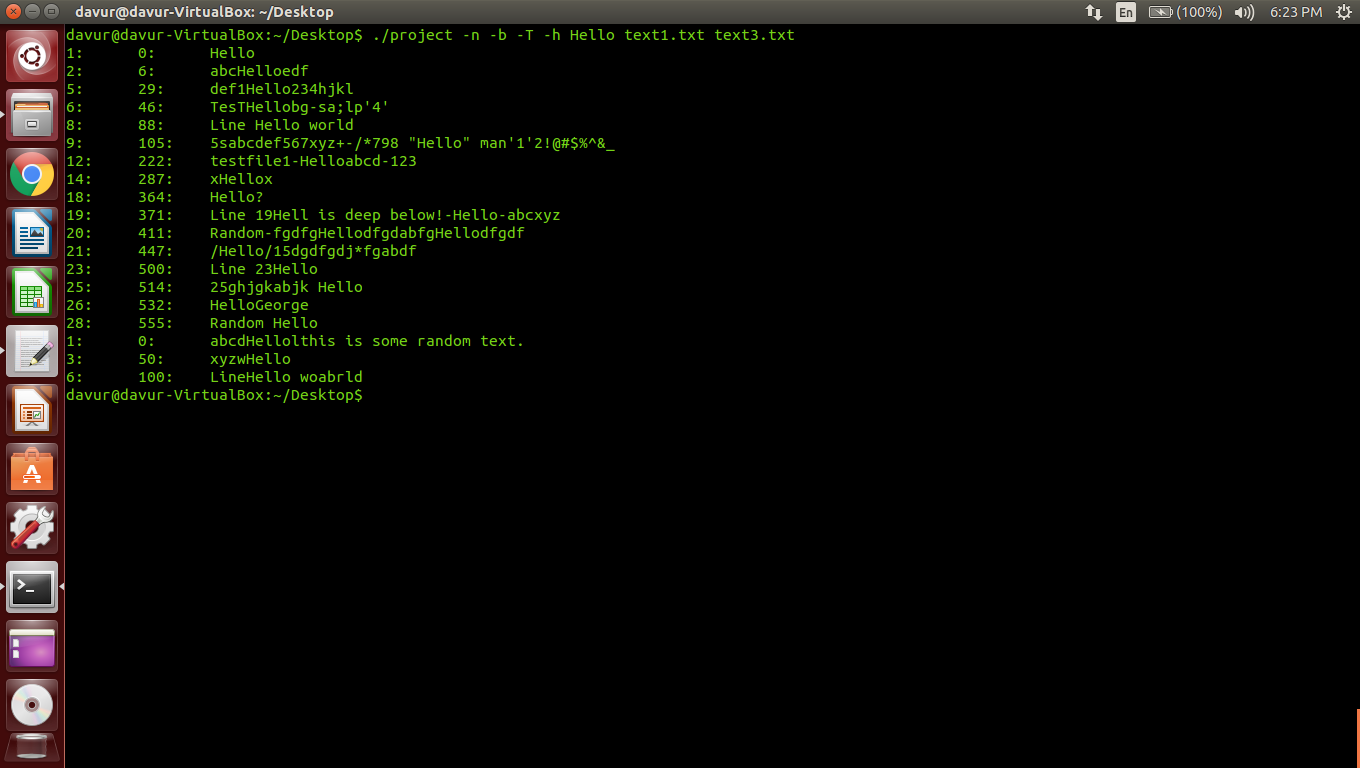 davur@davur-VirtualBox: ~/Desktop En (100%) 6:23 PM
davur@davur-VirtualBox:~/Desktop$ ./project -n -b -T -h Hello text1.txt text3.txt
1: 0: Hello
2: 6: abcHelloedf
5: 29: def1Hello234hjkl
6: 46: TesTHellobg-sa;lp'4'
8: 88: Line Hello world
9: 105: 5sabcdef567xyz+-/*798 "Hello" man'1'2!@#$%^&_
12: 222: testfile1-Helloabcd-123
14: 287: xHellox
18: 364: Hello?
19: 371: Line 19Hell is deep below!-Hello-abcxyz
20: 411: Random-fgdfgHellodfgdabfgHellodfgdf
21: 447: /Hello/15dgdfgdj*fgabdf
23: 500: Line 23Hello
25: 514: 25ghjgkabjk Hello
26: 532: HelloGeorge
28: 555: Random Hello
1: 0: abcdHellolthis is some random text.
3: 50: xyzwHello
6: 100: LineHello woabrld
davur@davur-VirtualBox:~/Desktop$